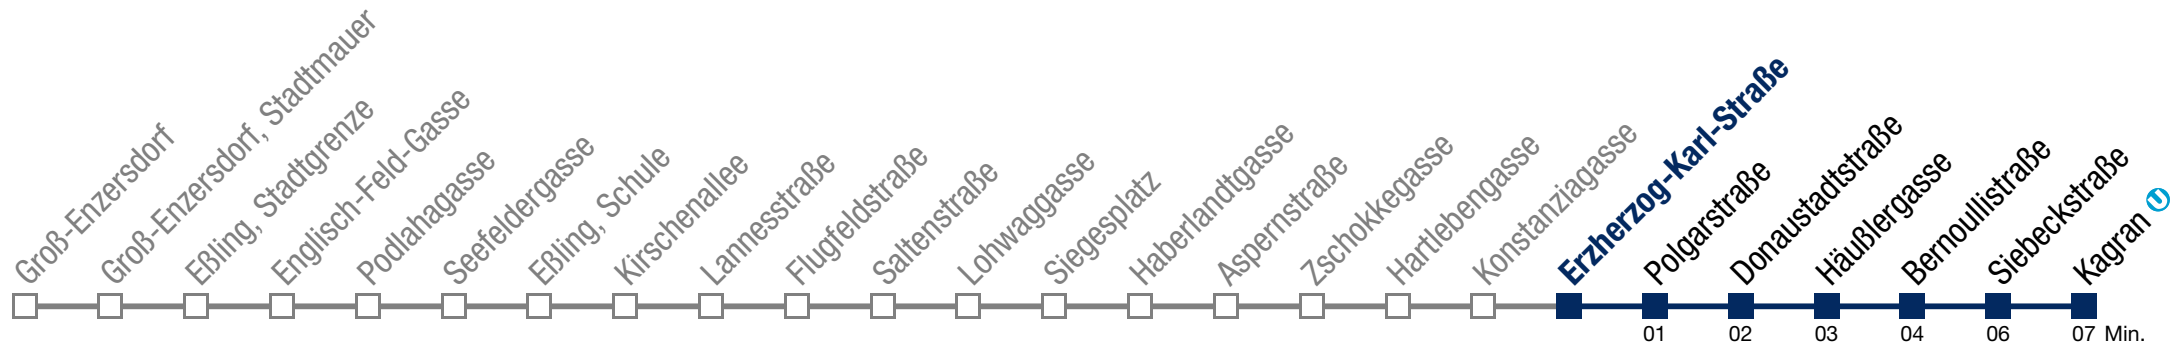 Groß-Enzersdorf
Groß-Enzersdorf, Stadtmauer
Eßling, Stadtgrenze
Englisch-Feld-Gasse
Podlahagasse
Seefeldergasse
Eßling, Schule
Kirschenallee
Lannesstraße
Flugfeldstraße
Saltenstraße
Lohwaggasse
Siegesplatz
Haberlandtgasse
Aspernstraße
Zschokkegasse
Hartlebengasse
Konstanziagasse
Erzherzog-Karl-Straße
Polgarstraße
Donaustadtstraße
Häußlergasse
Bernoullistraße
Siebeckstraße
Kagran U
01 02 03 04 06 07 Min.